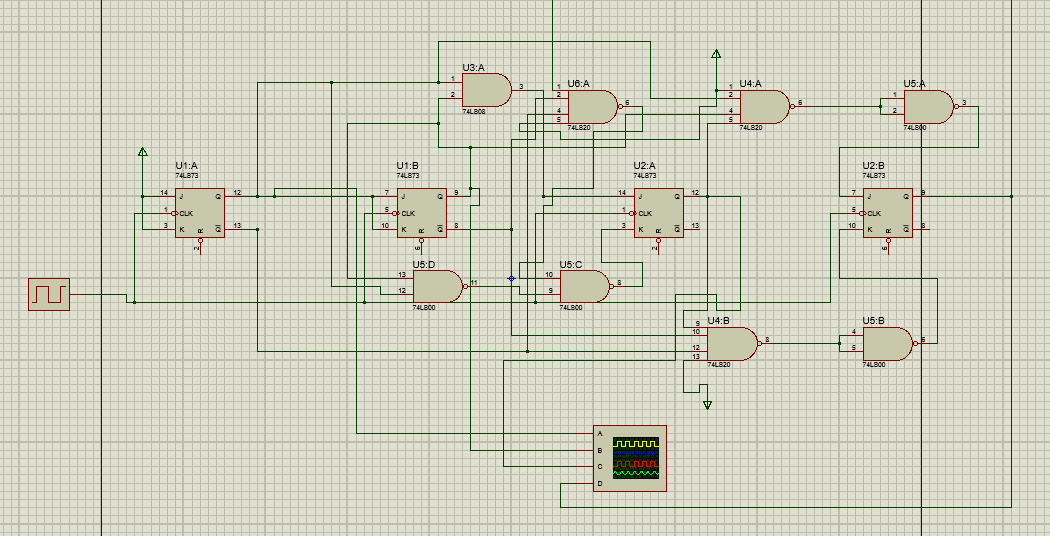 U3:A
1
2
3
74LS08
U6:A
1
2
4
5
6
74LS20
U4:A
1
2
4
5
6
74LS20
U5:A
1
2
3
74LS00
U1:A
74LS73
14 J Q 12
1 CLK
3 K Q 13
R
2
U1:B
74LS73
7 J Q 9
5 CLK
10 K Q 8
R
6
U2:A
74LS73
14 J Q 12
1 CLK
3 K Q 13
R
2
U2:B
74LS73
7 J Q 9
5 CLK
10 K Q 8
R
6
U5:D
13
12
11
74LS00
U5:C
10
9
8
74LS00
U4:B
9
10
12
13
8
74LS20
U5:B
4
5
6
74LS00
A
B
C
D